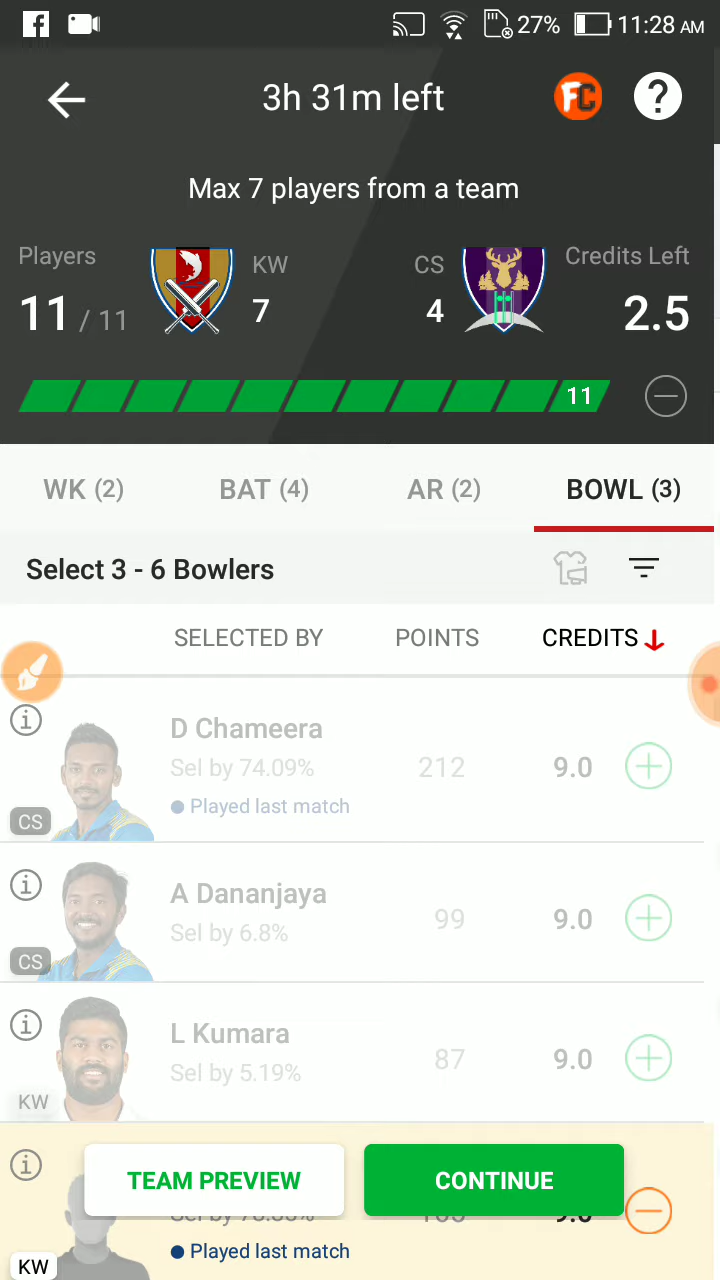 27% 11:28 AM
3h 31m left
FC ?
Max 7 players from a team
Players KW CS Credits Left
11 / 11 7 4 2.5
11
WK (2) BAT (4) AR (2) BOWL (3)
Select 3 - 6 Bowlers
SELECTED BY POINTS CREDITS
D Chameera
Sel by 74.09% 212 9.0
CS Played last match
A Dananjaya
Sel by 6.8% 99 9.0
CS
L Kumara
Sel by 5.19% 87 9.0
KW
TEAM PREVIEW CONTINUE
Sel by
9.0
Played last match
KW